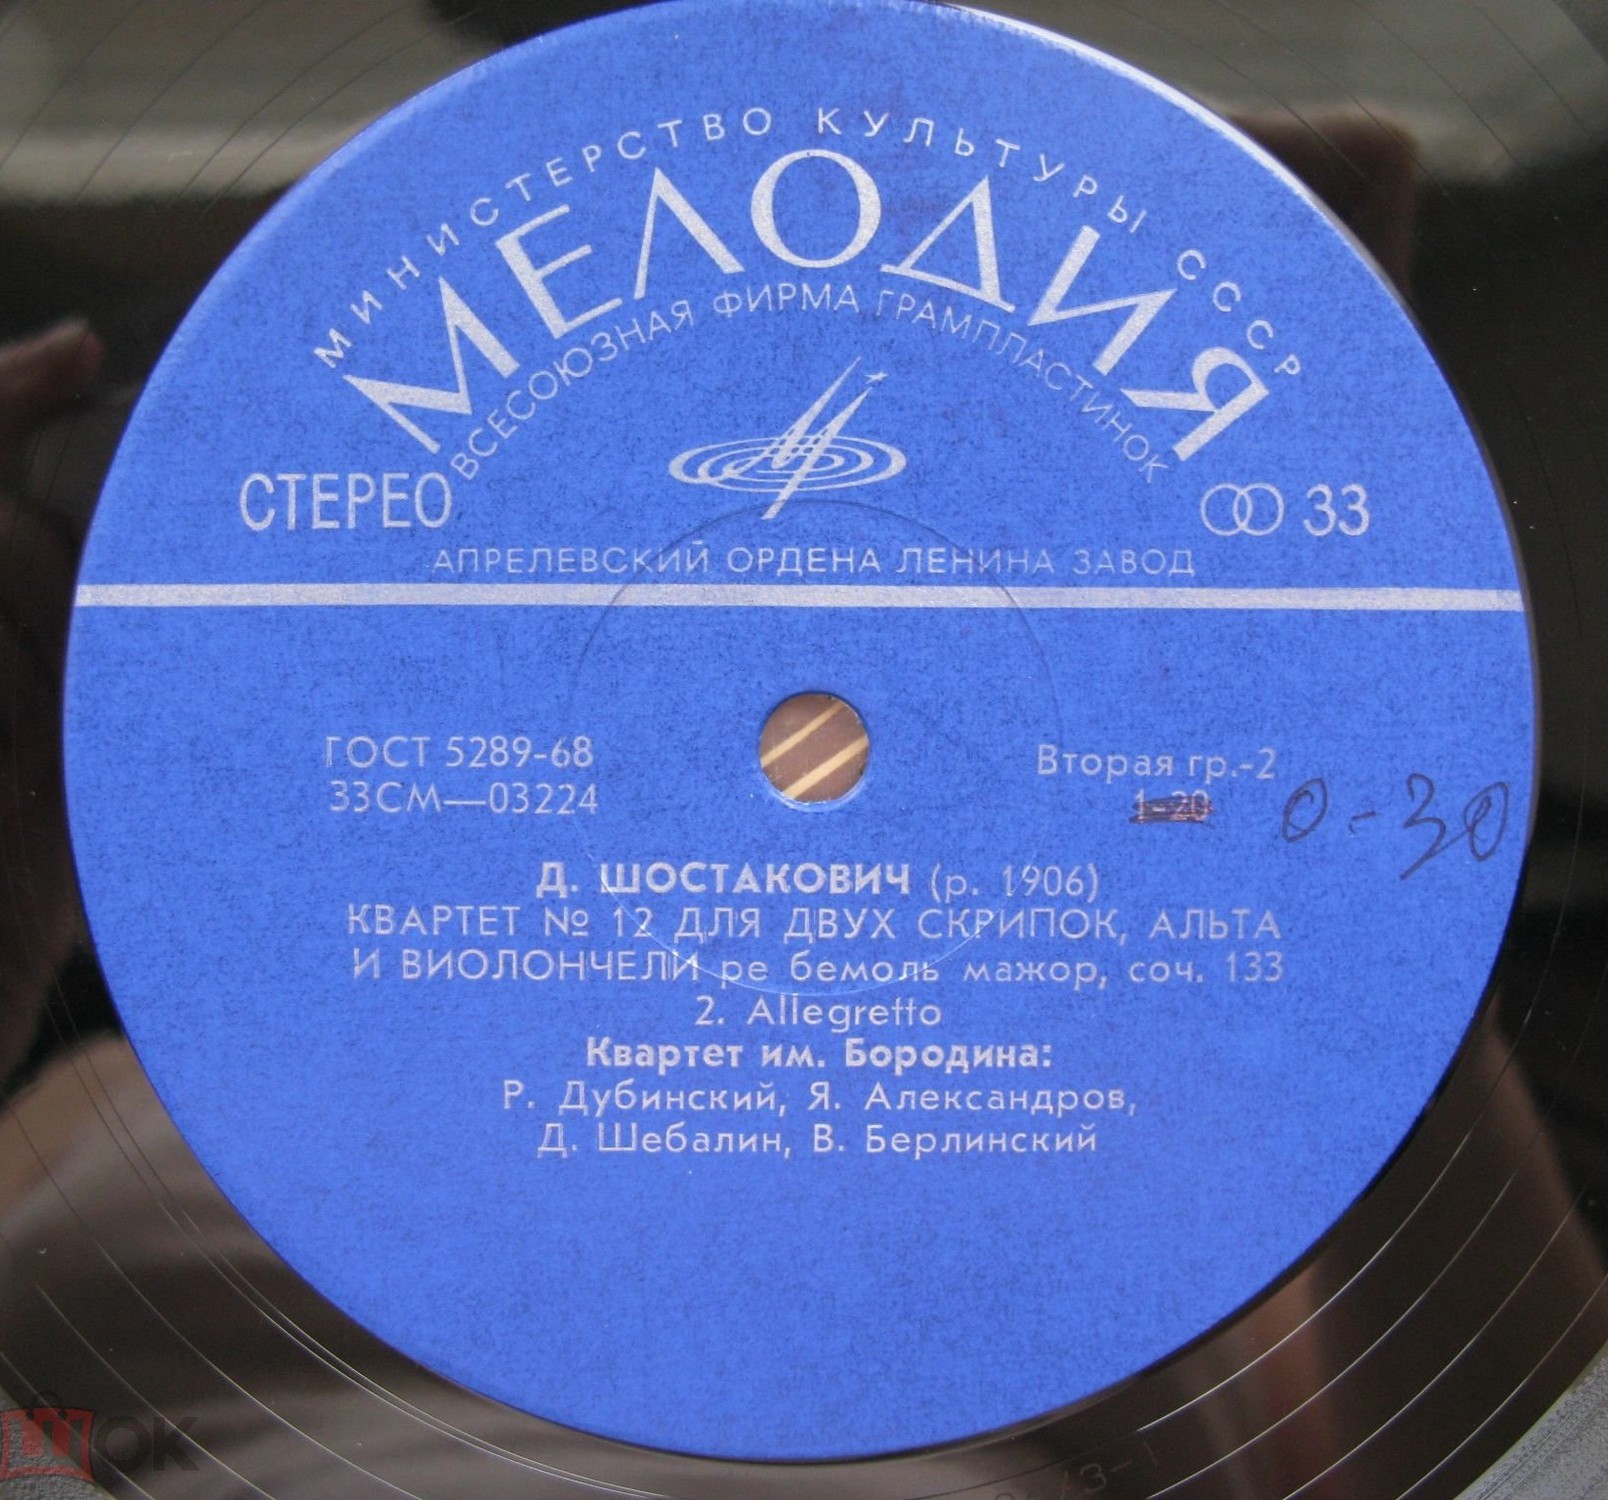 МИНИСТЕРСТВО КУЛЬТУРЫ СССР
МЕЛОДИЯ
ВСЕСОЮЗНАЯ ФИРМА ГРАМПЛАСТИНОК
СТЕРЕО
33
АПРЕЛЕВСКИЙ ОРДЕНА ЛЕНИНА ЗАВОД
ГОСТ 5289-68
33СМ—03224
Вторая гр.-2
1-20
0-30
Д. ШОСТАКОВИЧ (р. 1906)
КВАРТЕТ № 12 ДЛЯ ДВУХ СКРИПОК, АЛЬТА
И ВИОЛОНЧЕЛИ ре бемоль мажор, соч. 133
2. Allegretto
Квартет им. Бородина:
Р. Дубинский, Я. Александров,
Д. Шебалин, В. Берлинский